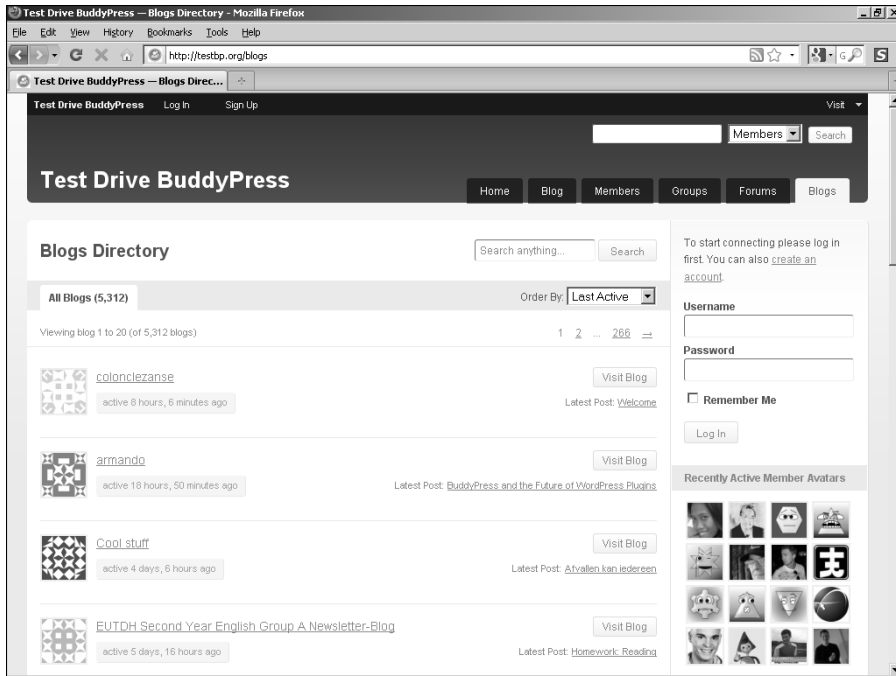 Test Drive BuddyPress — Blogs Directory - Mozilla Firefox
File Edit View History Bookmarks Tools Help
http://testbp.org/blogs
Test Drive BuddyPress — Blogs Direc...
Test Drive BuddyPress Log In Sign Up Visit
Members Search
Test Drive BuddyPress
Home Blog Members Groups Forums Blogs
Blogs Directory
Search anything... Search
All Blogs (5,312)
Order By: Last Active
Viewing blog 1 to 20 (of 5,312 blogs)
1 2 ... 266 →
colonclezanse
Visit Blog
active 8 hours, 6 minutes ago
Latest Post: Welcome
armando
Visit Blog
active 18 hours, 50 minutes ago
Latest Post: BuddyPress and the Future of WordPress Plugins
Cool stuff
Visit Blog
active 4 days, 6 hours ago
Latest Post: Afvallen kan iedereen
EUTDH Second Year English Group A Newsletter-Blog
Visit Blog
active 5 days, 16 hours ago
Latest Post: Homework: Reading
To start connecting please log in
first. You can also create an
account.
Username
Password
Remember Me
Log In
Recently Active Member Avatars